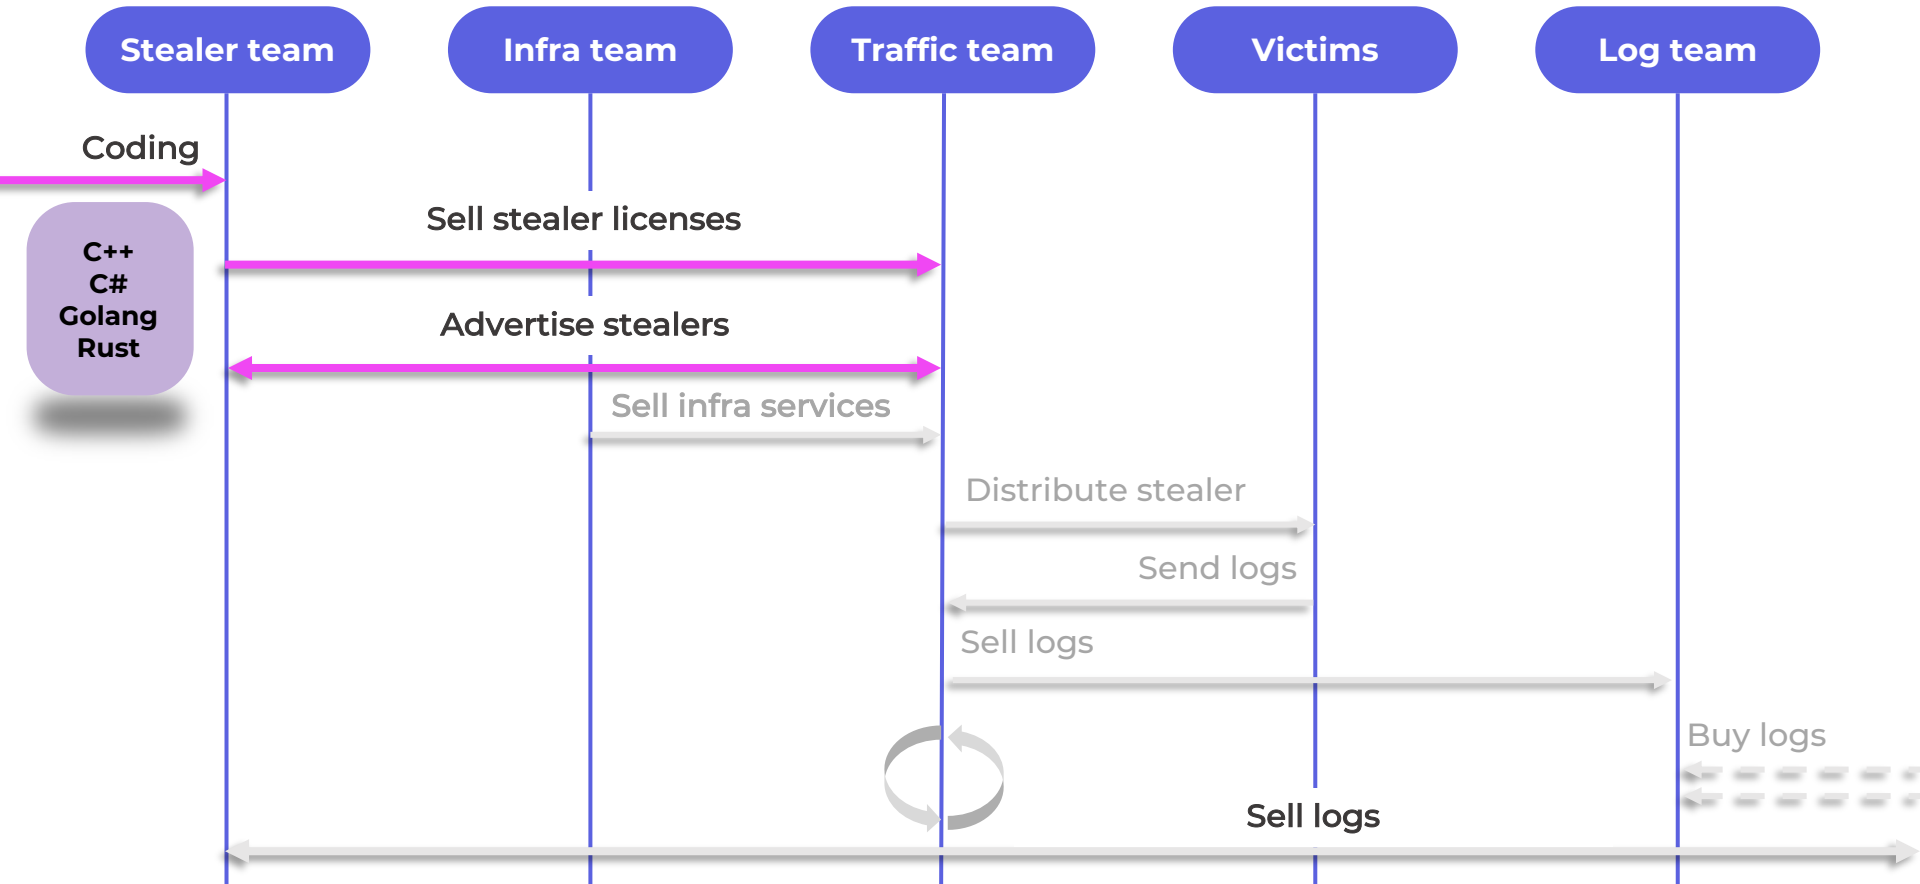 Stealer team
Infra team
Traffic team
Victims
Log team
Coding
C++
C#
Golang
Rust
Sell stealer licenses
Advertise stealers
Sell infra services
Distribute stealer
Send logs
Sell logs
Buy logs
Sell logs